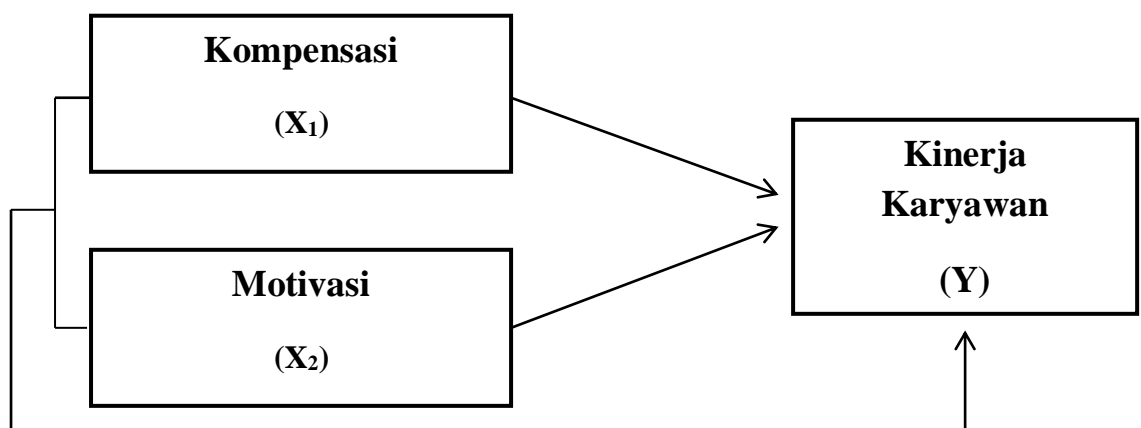 Kompensasi
(X₁)
Kinerja
Karyawan
(Y)
Motivasi
(X₂)